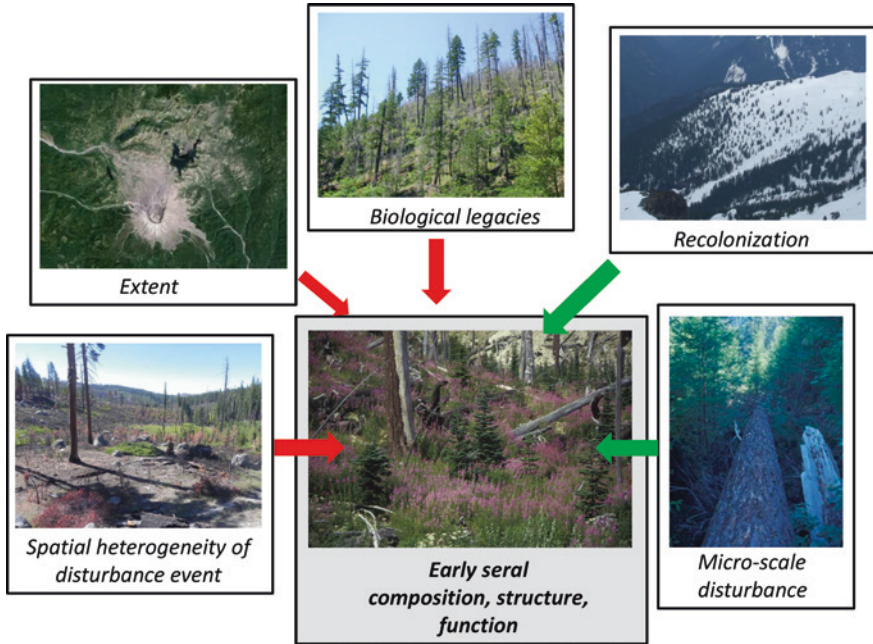 Biological legacies
Recolonization
Extent
Spatial heterogeneity of
disturbance event
Early seral
composition, structure,
function
Micro-scale
disturbance